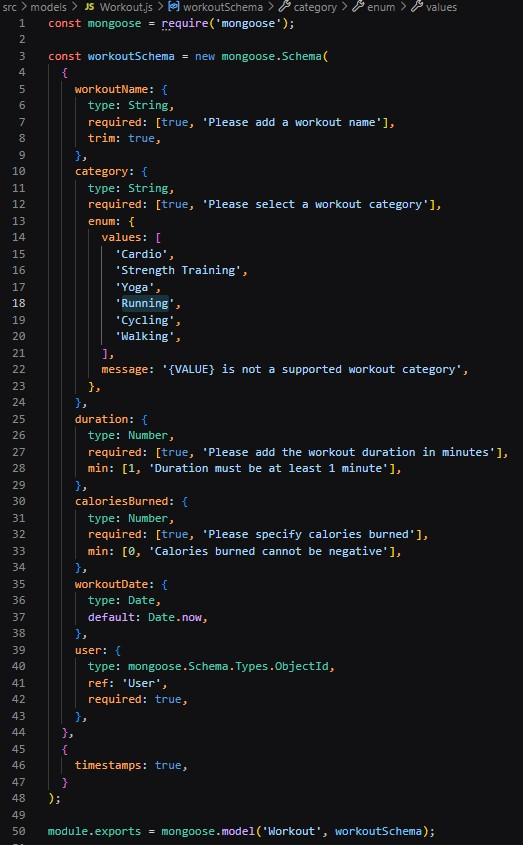 src > models > JS Workout.js > workoutSchema > category > enum > values
1 const mongoose = require('mongoose');
2
3 const workoutSchema = new mongoose.Schema(
4   {
5     workoutName: {
6       type: String,
7       required: [true, 'Please add a workout name'],
8       trim: true,
9     },
10     category: {
11       type: String,
12       required: [true, 'Please select a workout category'],
13       enum: {
14         values: [
15           'Cardio',
16           'Strength Training',
17           'Yoga',
18           'Running',
19           'Cycling',
20           'Walking',
21         ],
22         message: '{VALUE} is not a supported workout category',
23       },
24     },
25     duration: {
26       type: Number,
27       required: [true, 'Please add the workout duration in minutes'],
28       min: [1, 'Duration must be at least 1 minute'],
29     },
30     caloriesBurned: {
31       type: Number,
32       required: [true, 'Please specify calories burned'],
33       min: [0, 'Calories burned cannot be negative'],
34     },
35     workoutDate: {
36       type: Date,
37       default: Date.now,
38     },
39     user: {
40       type: mongoose.Schema.Types.ObjectId,
41       ref: 'User',
42       required: true,
43     },
44   },
45   {
46     timestamps: true,
47   }
48 );
49
50 module.exports = mongoose.model('Workout', workoutSchema);